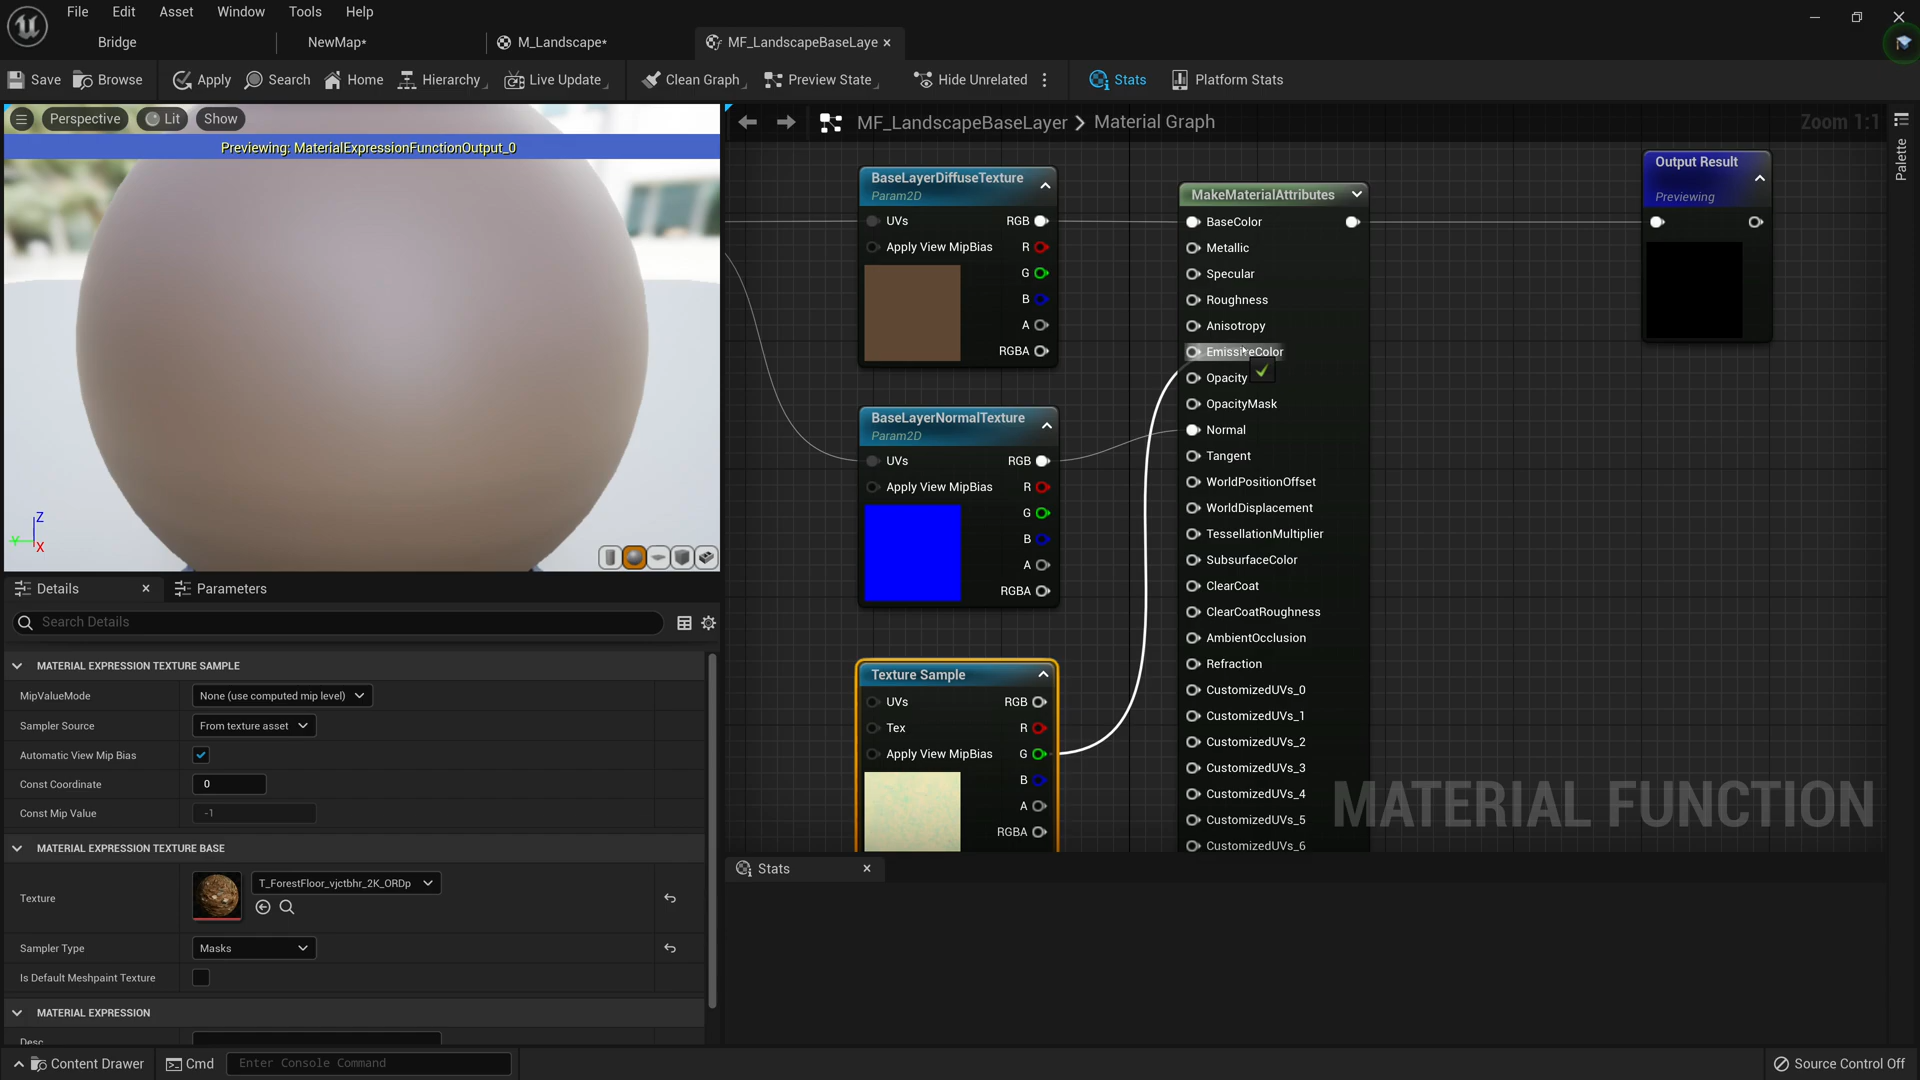 File
Edit
Asset
Window
Tools
Help
Bridge
NewMap*
M_Landscape*
MF_LandscapeBaseLaye
Save
Browse
Apply
Search
Home
Hierarchy
Live Update
Clean Graph
Preview State
Hide Unrelated
Stats
Platform Stats
Perspective
Lit
Show
Previewing: MaterialExpressionFunctionOutput_0
Z
Y
X
MF_LandscapeBaseLayer
Material Graph
Zoom 1:1
Palette
BaseLayerDiffuseTexture
Param2D
UVs
RGB
Apply View MipBias
R
G
B
A
RGBA
BaseLayerNormalTexture
Param2D
UVs
RGB
Apply View MipBias
R
G
B
A
RGBA
Texture Sample
UVs
RGB
Tex
R
Apply View MipBias
G
B
A
RGBA
MakeMaterialAttributes
BaseColor
Metallic
Specular
Roughness
Anisotropy
EmissiveColor
Opacity
OpacityMask
Normal
Tangent
WorldPositionOffset
WorldDisplacement
TessellationMultiplier
SubsurfaceColor
ClearCoat
ClearCoatRoughness
AmbientOcclusion
Refraction
CustomizedUVs_0
CustomizedUVs_1
CustomizedUVs_2
CustomizedUVs_3
CustomizedUVs_4
CustomizedUVs_5
CustomizedUVs_6
Output Result
Previewing
MATERIAL FUNCTION
Details
Parameters
Search Details
MATERIAL EXPRESSION TEXTURE SAMPLE
MipValueMode
None (use computed mip level)
Sampler Source
From texture asset
Automatic View Mip Bias
Const Coordinate
0
Const Mip Value
-1
MATERIAL EXPRESSION TEXTURE BASE
Texture
T_ForestFloor_vjctbhr_2K_ORDp
Sampler Type
Masks
Is Default Meshpaint Texture
MATERIAL EXPRESSION
Desc
Stats
Content Drawer
Cmd
Enter Console Command
Source Control Off